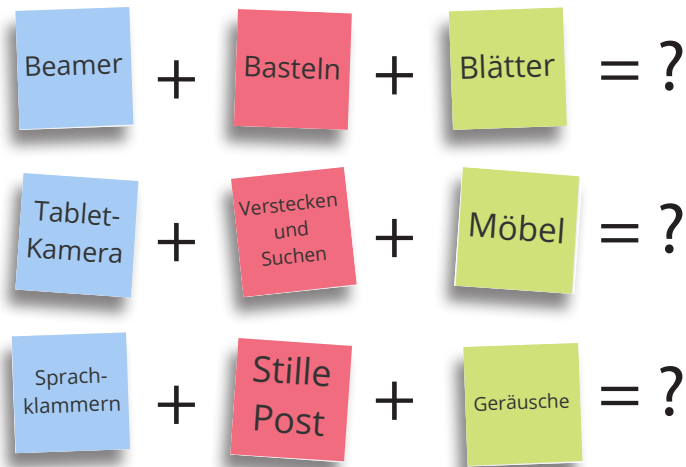 Beamer + Basteln + Blätter = ?
Tablet-
Kamera + Verstecken
und
Suchen + Möbel = ?
Sprach-
klammern + Stille
Post + Geräusche = ?